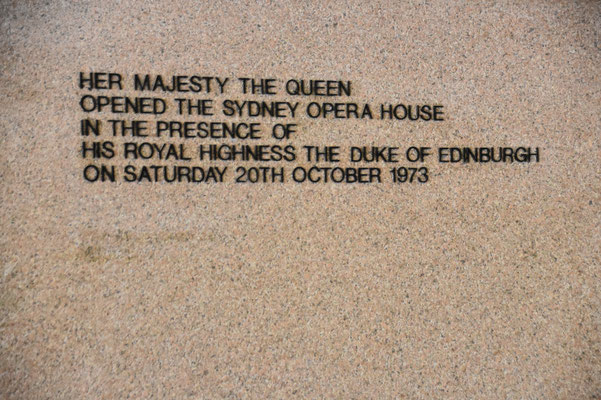 HER MAJESTY THE QUEEN
OPENED THE SYDNEY OPERA HOUSE
IN THE PRESENCE OF
HIS ROYAL HIGHNESS THE DUKE OF EDINBURGH
ON SATURDAY 20TH OCTOBER 1973